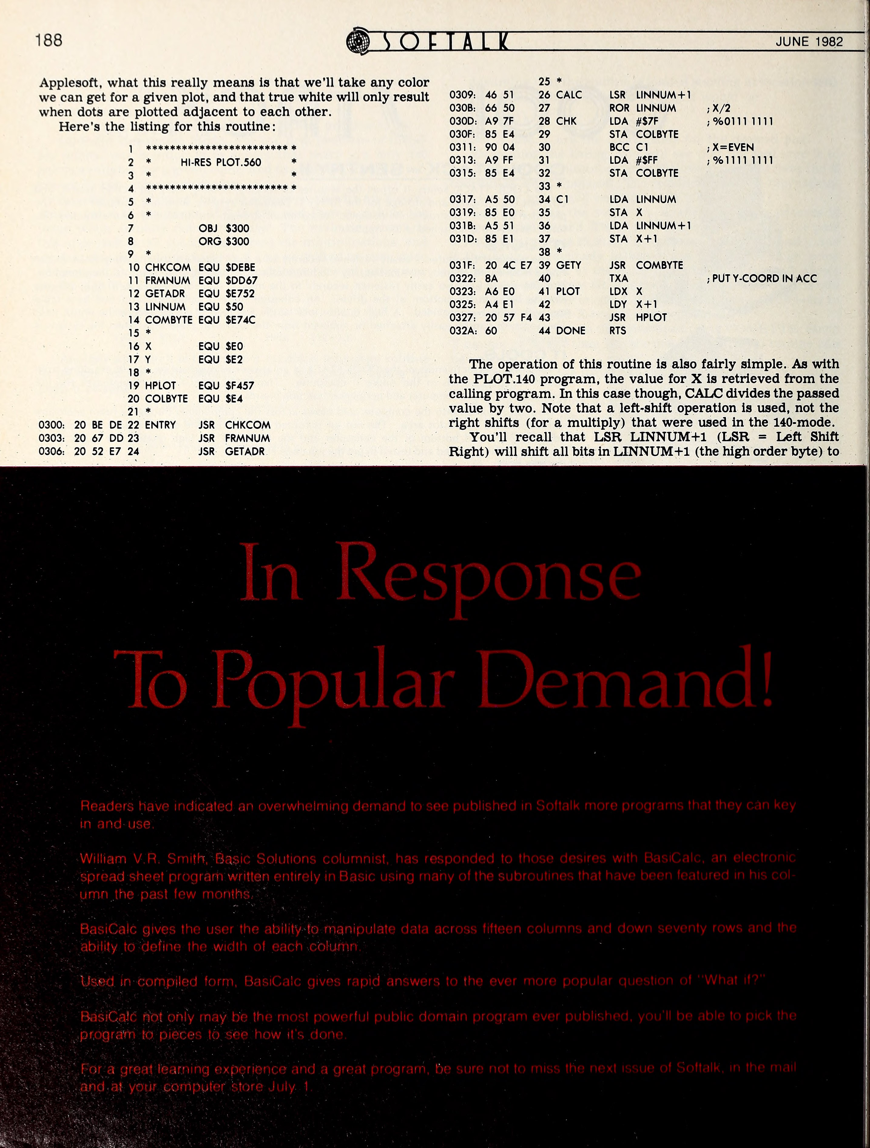 188
SOFTALK
JUNE 1982
Applesoft, what this really means is that we'll take any color
we can get for a given plot, and that true white will only result
when dots are plotted adjacent to each other.
Here's the listing for this routine:
1 ************************ *
2 * HI-RES PLOT.560 *
3 * *
4 ************************ *
5 *
6 *
7 OBJ $300
8 ORG $300
9 *
10 CHKCOM EQU $DEBE
11 FRMNUM EQU $DD67
12 GETADR EQU $E752
13 LINNUM EQU $50
14 COMBYTE EQU $E74C
15 *
16 X EQU $E0
17 Y EQU $E2
18 *
19 HPLOT EQU $F457
20 COLBYTE EQU $E4
21 *
0300: 20 BE DE 22 ENTRY JSR CHKCOM
0303: 20 67 DD 23 JSR FRMNUM
0306: 20 52 E7 24 JSR GETADR
25 *
0309: 46 51 26 CALC LSR LINNUM+1
030B: 66 50 27 ROR LINNUM ; X/2
030D: A9 7F 28 CHK LDA #$7F ; %0111 1111
030F: 85 E4 29 STA COLBYTE
0311: 90 04 30 BCC C1 ; X=EVEN
0313: A9 FF 31 LDA #$FF ; %1111 1111
0315: 85 E4 32 STA COLBYTE
33 *
0317: A5 50 34 C1 LDA LINNUM
0319: 85 E0 35 STA X
031B: A5 51 36 LDA LINNUM+1
031D: 85 E1 37 STA X+1
38 *
031F: 20 4C E7 39 GETY JSR COMBYTE
0322: 8A 40 TXA ; PUT Y-COORD IN ACC
0323: A6 E0 41 PLOT LDX X
0325: A4 E1 42 LDY X+1
0327: 20 57 F4 43 JSR HPLOT
032A: 60 44 DONE RTS
The operation of this routine is also fairly simple. As with
the PLOT.140 program, the value for X is retrieved from the
calling program. In this case though, CALC divides the passed
value by two. Note that a left-shift operation is used, not the
right shifts (for a multiply) that were used in the 140-mode.
You'll recall that LSR LINNUM+1 (LSR = Left Shift
Right) will shift all bits in LINNUM+1 (the high order byte) to
In Response
To Popular Demand!
Readers have indicated an overwhelming demand to see published in Softalk more programs that they can key
in and use.
William V.R. Smith, Basic Solutions columnist, has responded to those desires with BasiCalc, an electronic
spread sheet program written entirely in Basic using many of the subroutines that have been featured in his col-
umn the past few months.
BasiCalc gives the user the ability to manipulate data across fifteen columns and down seventy rows and the
ability to define the width of each column.
Used in compiled form, BasiCalc gives rapid answers to the ever more popular question of "What if?"
BasiCalc not only may be the most powerful public domain program ever published, you'll be able to pick the
program to pieces to see how it's done.
For a great learning experience and a great program, be sure not to miss the next issue of Softalk, in the mail
and at your computer store July 1.